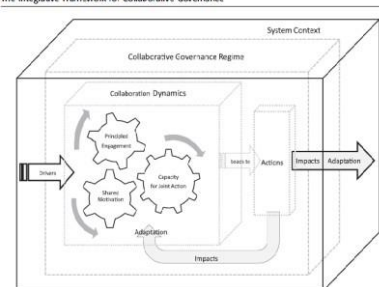 The Integrative Framework for Collaborative Governance
System Context
Collaborative Governance Regime
Collaboration Dynamics
Principled
Engagement
Drivers
Capacity
for Joint Action
leads to
Actions
Impacts
Adaptation
Shared
Motivation
Adaptation
Impacts